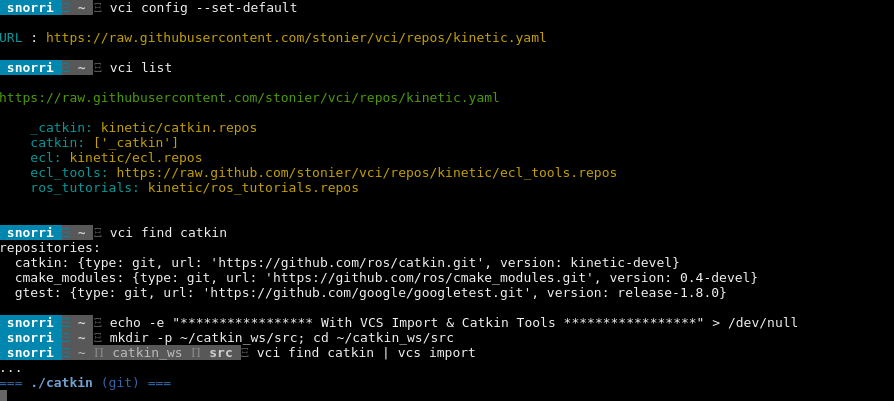 snorri ~ Ξ vci config --set-default
URL : https://raw.githubusercontent.com/stonier/vci/repos/kinetic.yaml
snorri ~ Ξ vci list
https://raw.githubusercontent.com/stonier/vci/repos/kinetic.yaml
_catkin: kinetic/catkin.repos
catkin: ['_catkin']
ecl: kinetic/ecl.repos
ecl_tools: https://raw.github.com/stonier/vci/repos/kinetic/ecl_tools.repos
ros_tutorials: kinetic/ros_tutorials.repos
snorri ~ Ξ vci find catkin
repositories:
catkin: {type: git, url: 'https://github.com/ros/catkin.git', version: kinetic-devel}
cmake_modules: {type: git, url: 'https://github.com/ros/cmake_modules.git', version: 0.4-devel}
gtest: {type: git, url: 'https://github.com/google/googletest.git', version: release-1.8.0}
snorri ~ Ξ echo -e "***************** With VCS Import & Catkin Tools *****************" > /dev/null
snorri ~ Ξ mkdir -p ~/catkin_ws/src; cd ~/catkin_ws/src
snorri ~ Π catkin_ws Π src Ξ vci find catkin | vcs import
...
=== ./catkin (git) ===